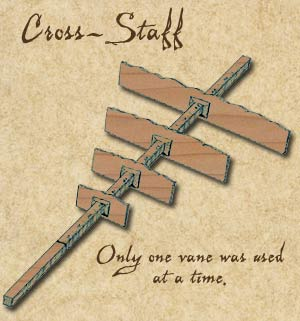 Cross-Staff
Only one vane was used
at a time.